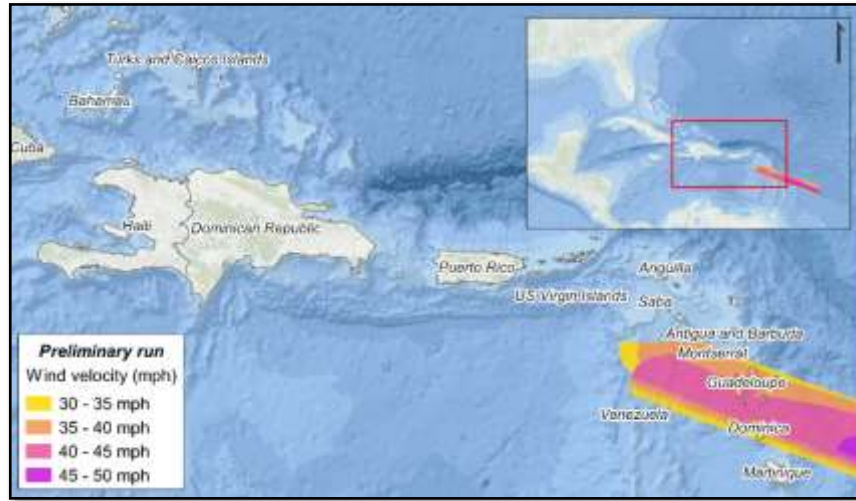 Turks and Caicos Islands
Bahamas
Cuba
Haiti
Dominican Republic
Puerto Rico
Anguilla
US Virgin Islands
Saba
Antigua and Barbuda
Montserrat
Guadeloupe
Venezuela
Dominica
Martinique
Preliminary run
Wind velocity (mph)
30 - 35 mph
35 - 40 mph
40 - 45 mph
45 - 50 mph